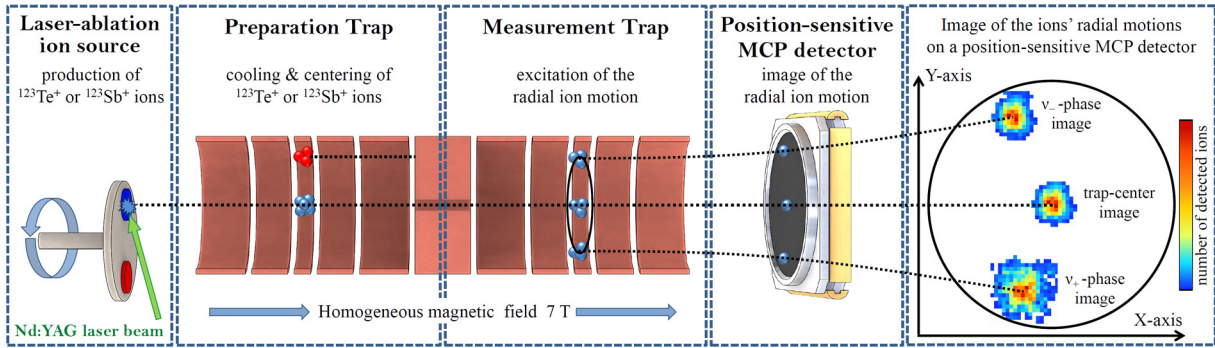 Laser-ablation
ion source
production of
¹²³Te⁺ or ¹²³Sb⁺ ions
Nd:YAG laser beam
Preparation Trap
cooling & centering of
¹²³Te⁺ or ¹²³Sb⁺ ions
Measurement Trap
excitation of the
radial ion motion
Homogeneous magnetic field 7 T
Position-sensitive
MCP detector
image of the
radial ion motion
Image of the ions' radial motions
on a position-sensitive MCP detector
Y-axis
ν₋-phase
image
trap-center
image
ν₊-phase
image
X-axis
number of detected ions